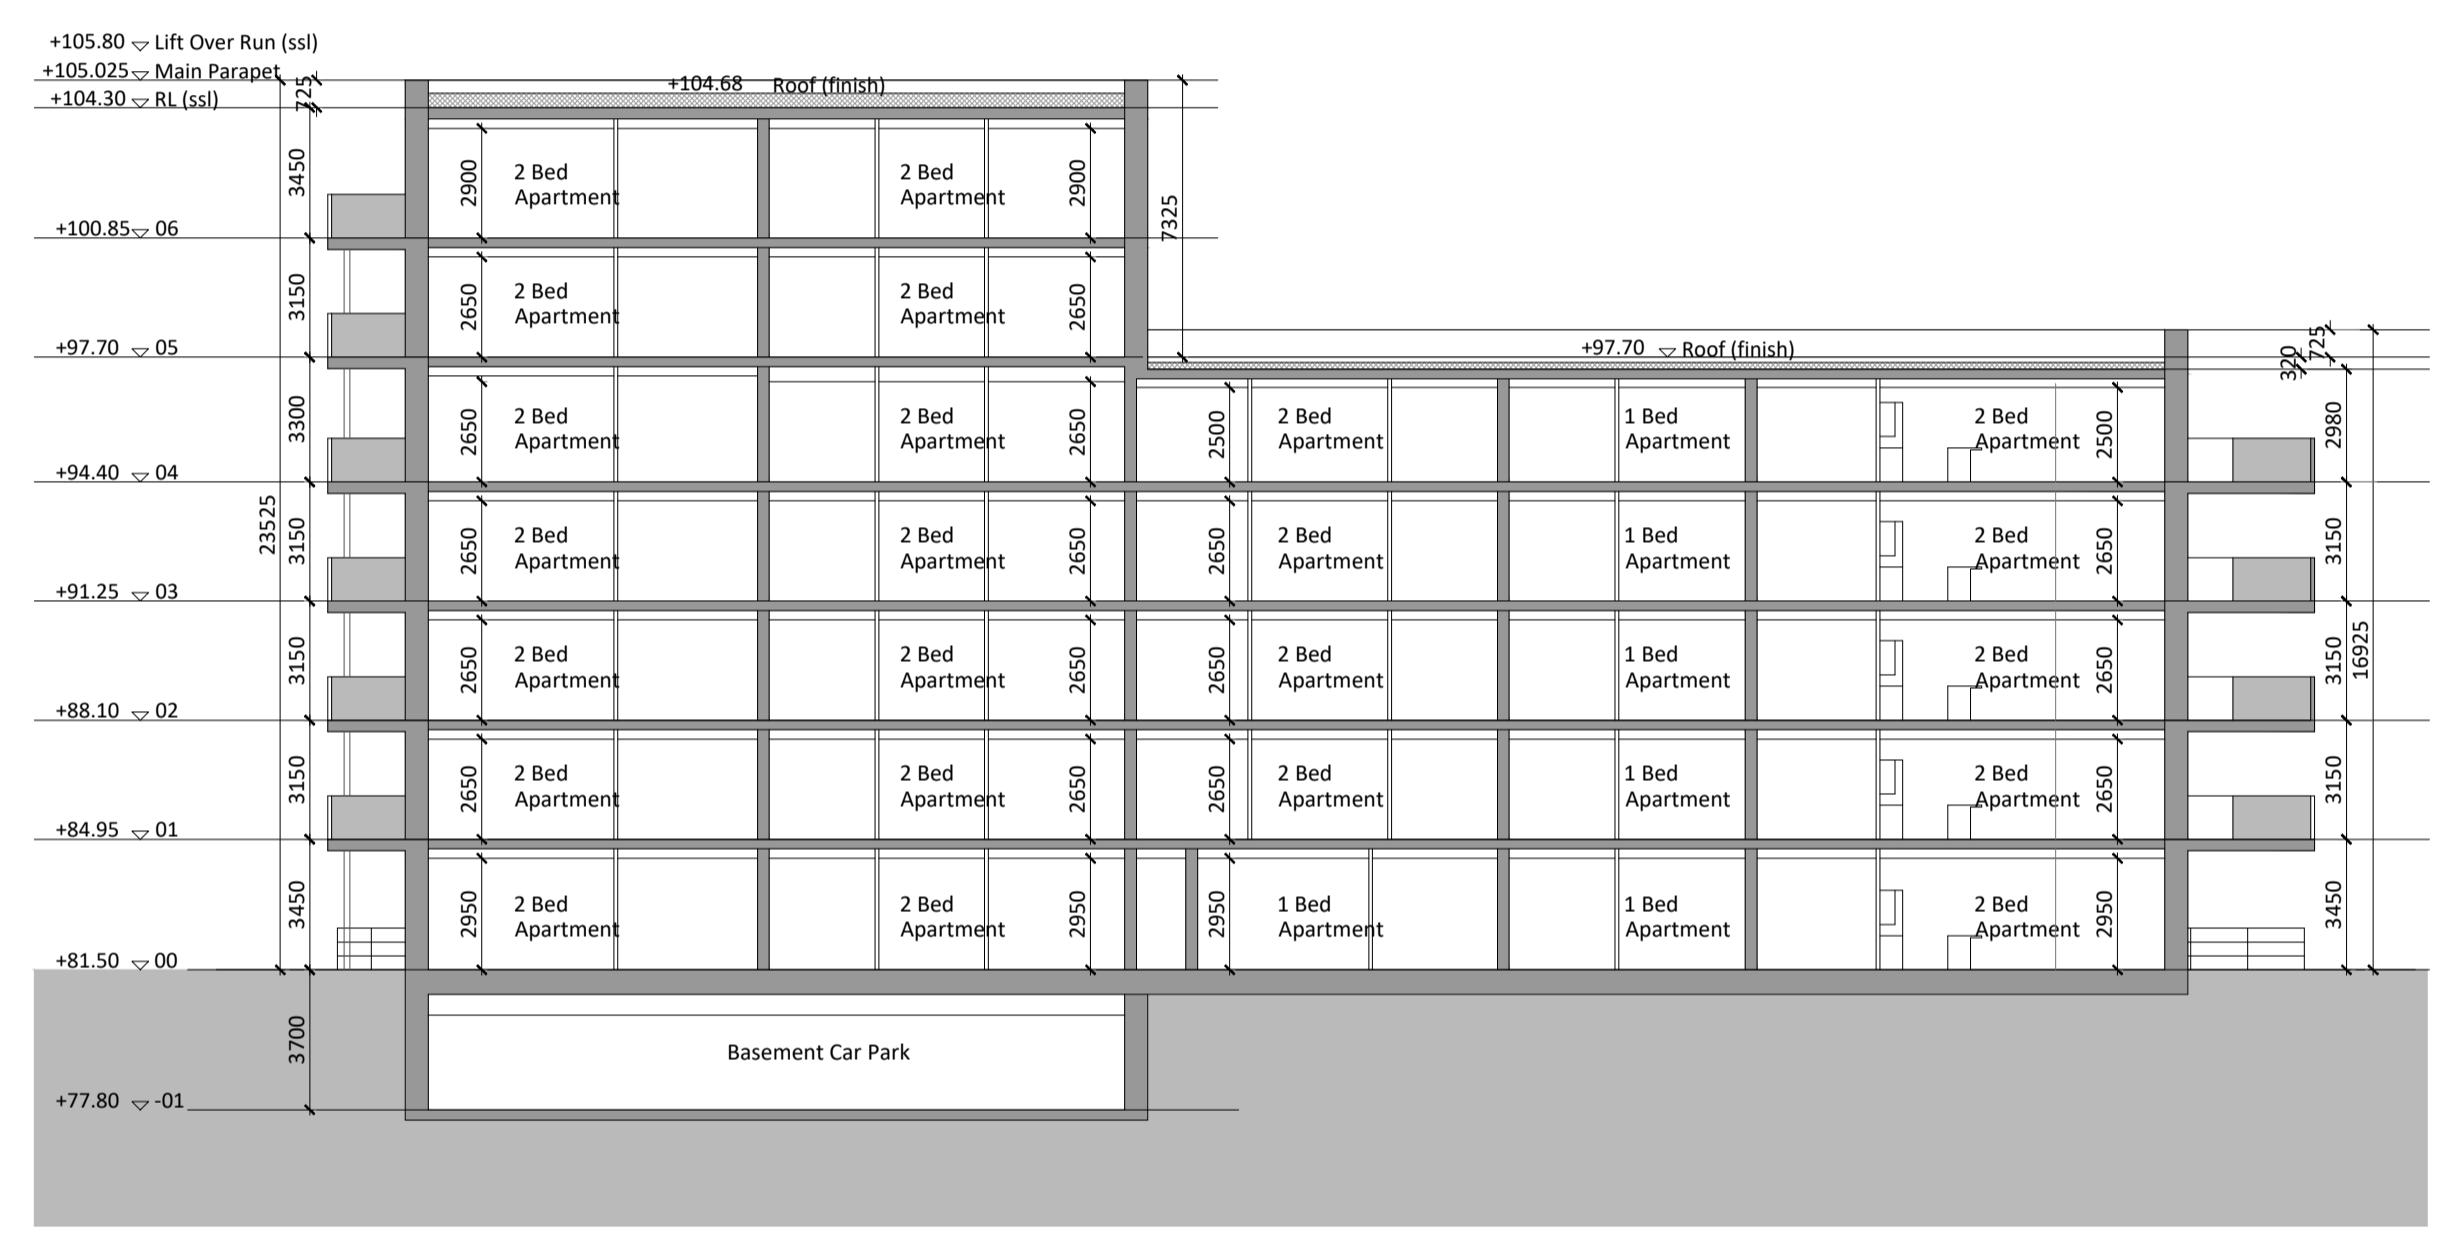 +105.80 Lift Over Run (ssl)
+105.025 Main Parapet
+104.30 RL (ssl)
725
+104.68 Roof (finish)
3450
2900
2 Bed
Apartment
2 Bed
Apartment
2900
7325
+100.85 06
3150
2650
2 Bed
Apartment
2 Bed
Apartment
2650
+97.70 05
+97.70 Roof (finish)
725
320
3300
2650
2 Bed
Apartment
2 Bed
Apartment
2650
2500
2 Bed
Apartment
1 Bed
Apartment
2 Bed
Apartment
2500
2980
+94.40 04
23525
3150
2650
2 Bed
Apartment
2 Bed
Apartment
2650
2650
2 Bed
Apartment
1 Bed
Apartment
2 Bed
Apartment
2650
3150
+91.25 03
3150
2650
2 Bed
Apartment
2 Bed
Apartment
2650
2650
2 Bed
Apartment
1 Bed
Apartment
2 Bed
Apartment
2650
3150
16925
+88.10 02
3150
2650
2 Bed
Apartment
2 Bed
Apartment
2650
2650
2 Bed
Apartment
1 Bed
Apartment
2 Bed
Apartment
2650
3150
+84.95 01
3450
2950
2 Bed
Apartment
2 Bed
Apartment
2950
2950
1 Bed
Apartment
1 Bed
Apartment
2 Bed
Apartment
2950
3450
+81.50 00
3700
Basement Car Park
+77.80 -01